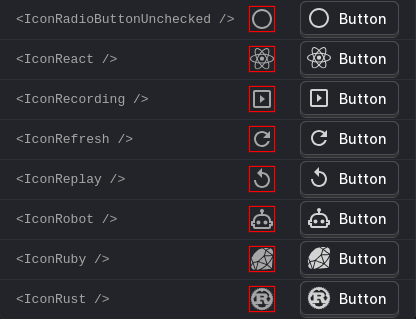 <IconRadioButtonUnchecked /> Button
<IconReact /> Button
<IconRecording /> Button
<IconRefresh /> Button
<IconReplay /> Button
<IconRobot /> Button
<IconRuby /> Button
<IconRust /> Button